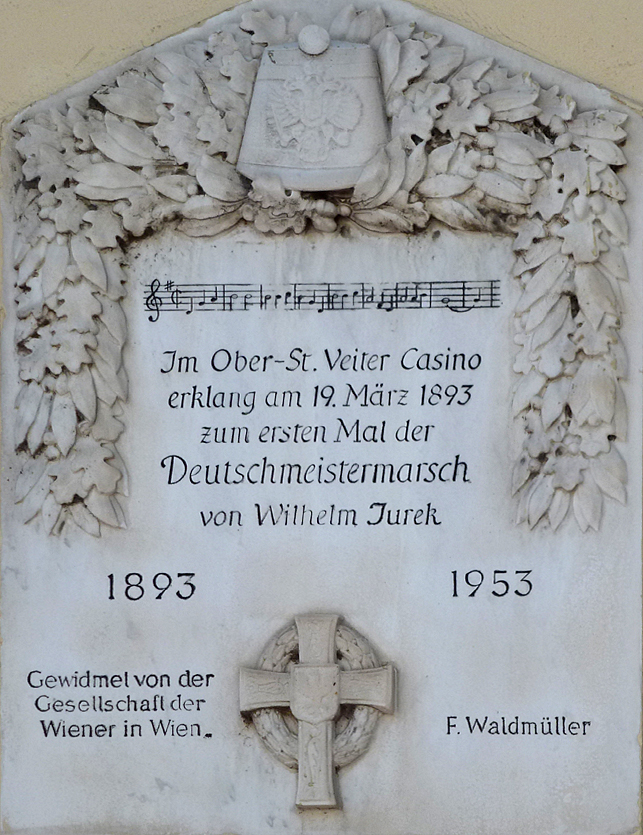 Im Ober-St. Veiter Casino
erklang am 19. März 1893
zum ersten Mal der
Deutschmeistermarsch
von Wilhelm Jurek
1893 1953
Gewidmet von der
Gesellschaft der
Wiener in Wien.
F. Waldmüller